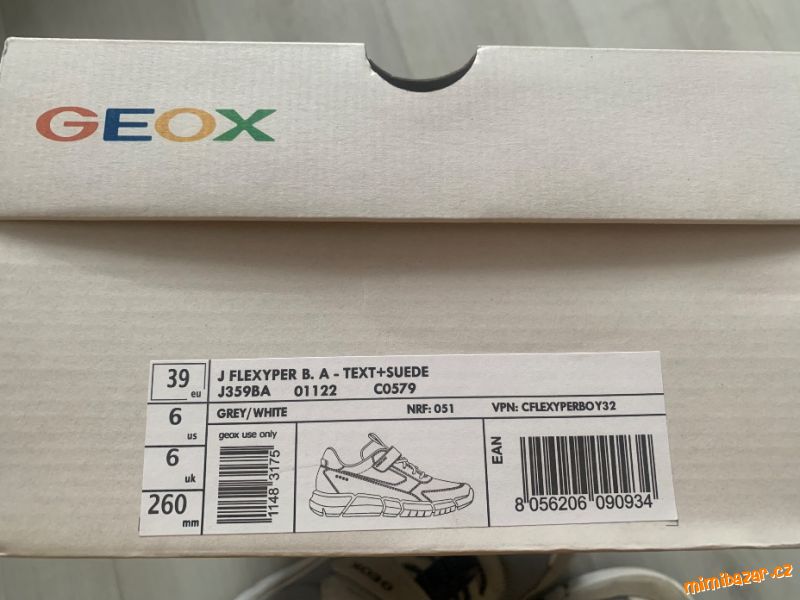 GEOX
39 eu
J FLEXYPER B. A - TEXT+SUEDE
J359BA 01122 C0579
6 us
GREY/WHITE NRF: 051 VPN: CFLEXYPERBOY32
6 uk
260 mm
geox use only
1148 3175
EAN
8 056206 090934
GEOX
mimibazar.cz